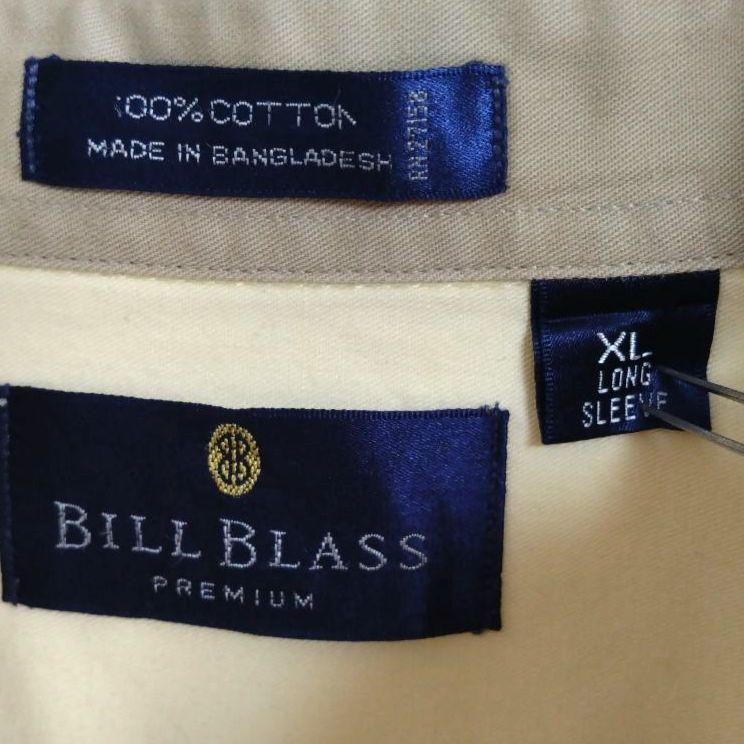 100% COTTON
MADE IN BANGLADESH
RN27158
XL
LONG
SLEEVE
BILL BLASS
PREMIUM